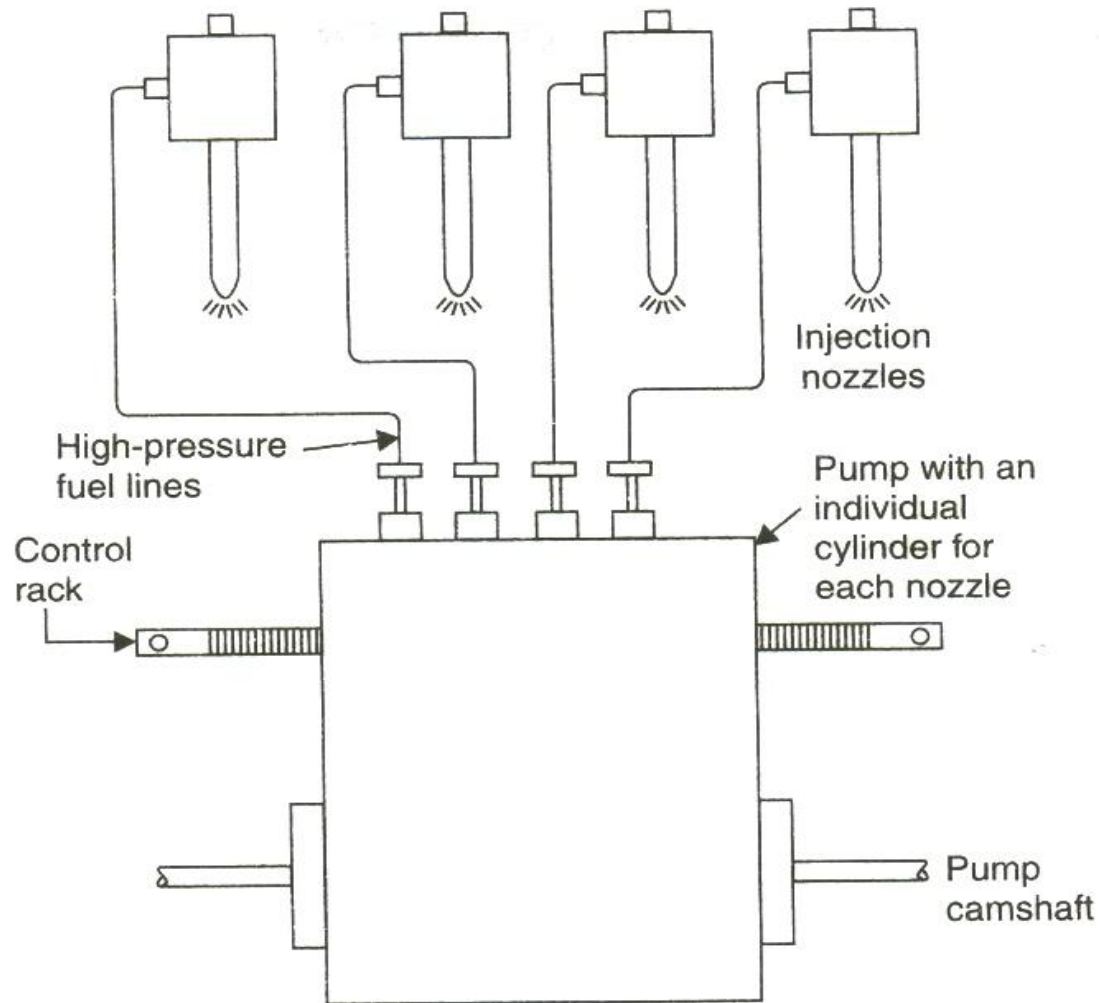 Injection
nozzles
High-pressure
fuel lines
Pump with an
individual
cylinder for
each nozzle
Control
rack
Pump
camshaft